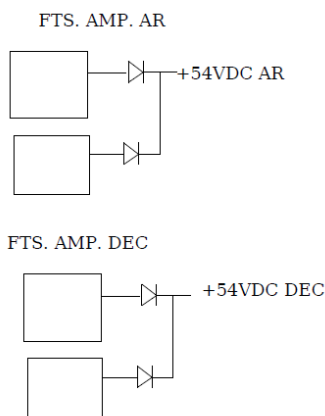 FTS. AMP. AR
+54VDC AR
FTS. AMP. DEC
+54VDC DEC